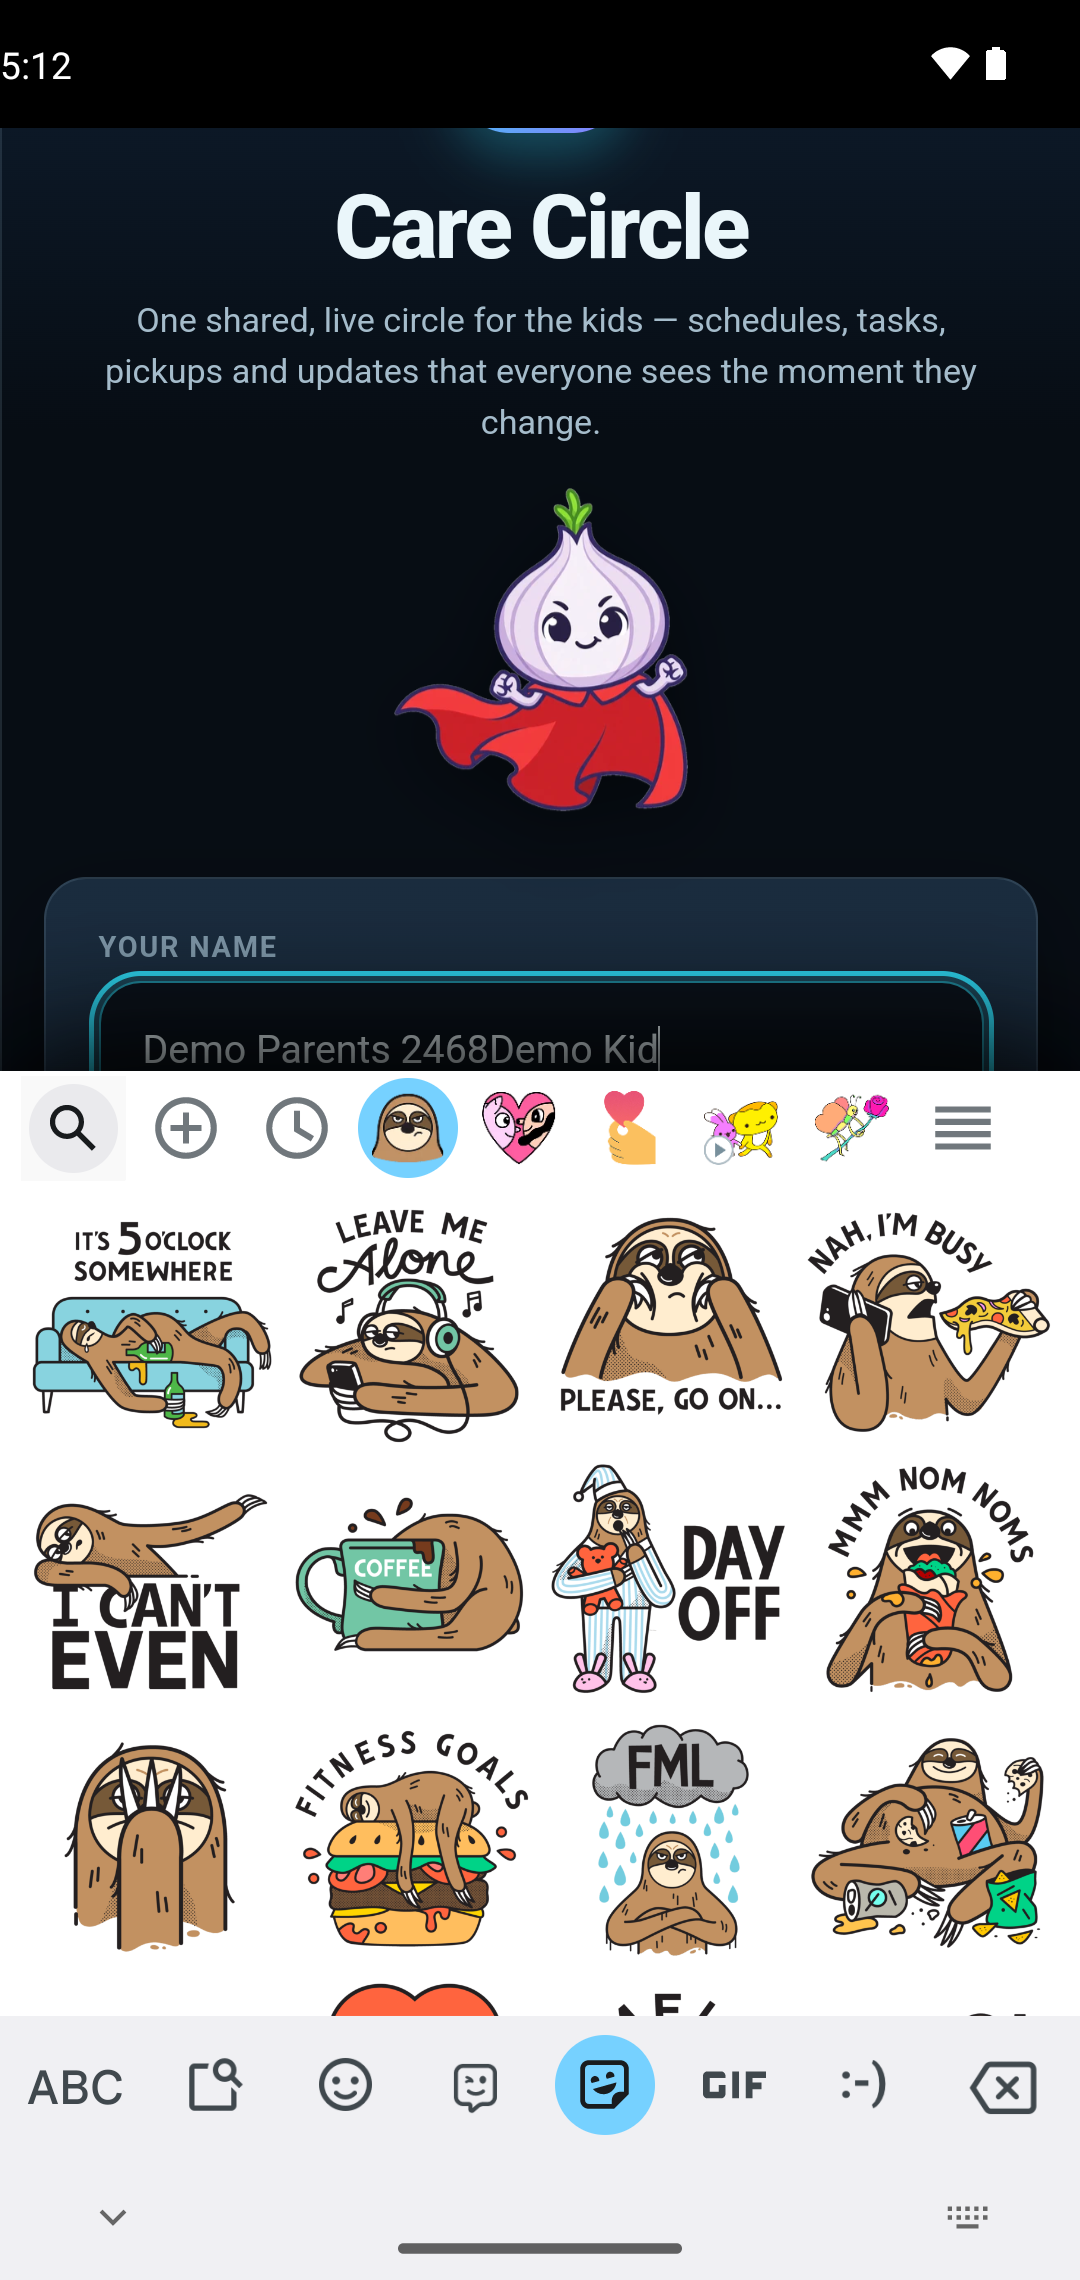 5:12
Care Circle
One shared, live circle for the kids — schedules, tasks,
pickups and updates that everyone sees the moment they
change.
YOUR NAME
Demo Parents 2468Demo Kid
IT'S 5 O'CLOCK
SOMEWHERE
LEAVE ME
Alone
PLEASE, GO ON...
NAH, I'M BUSY
I CAN'T
EVEN
COFFEE
DAY
OFF
MMM NOM NOMS
FITNESS GOALS
FML
ABC
GIF
:-)